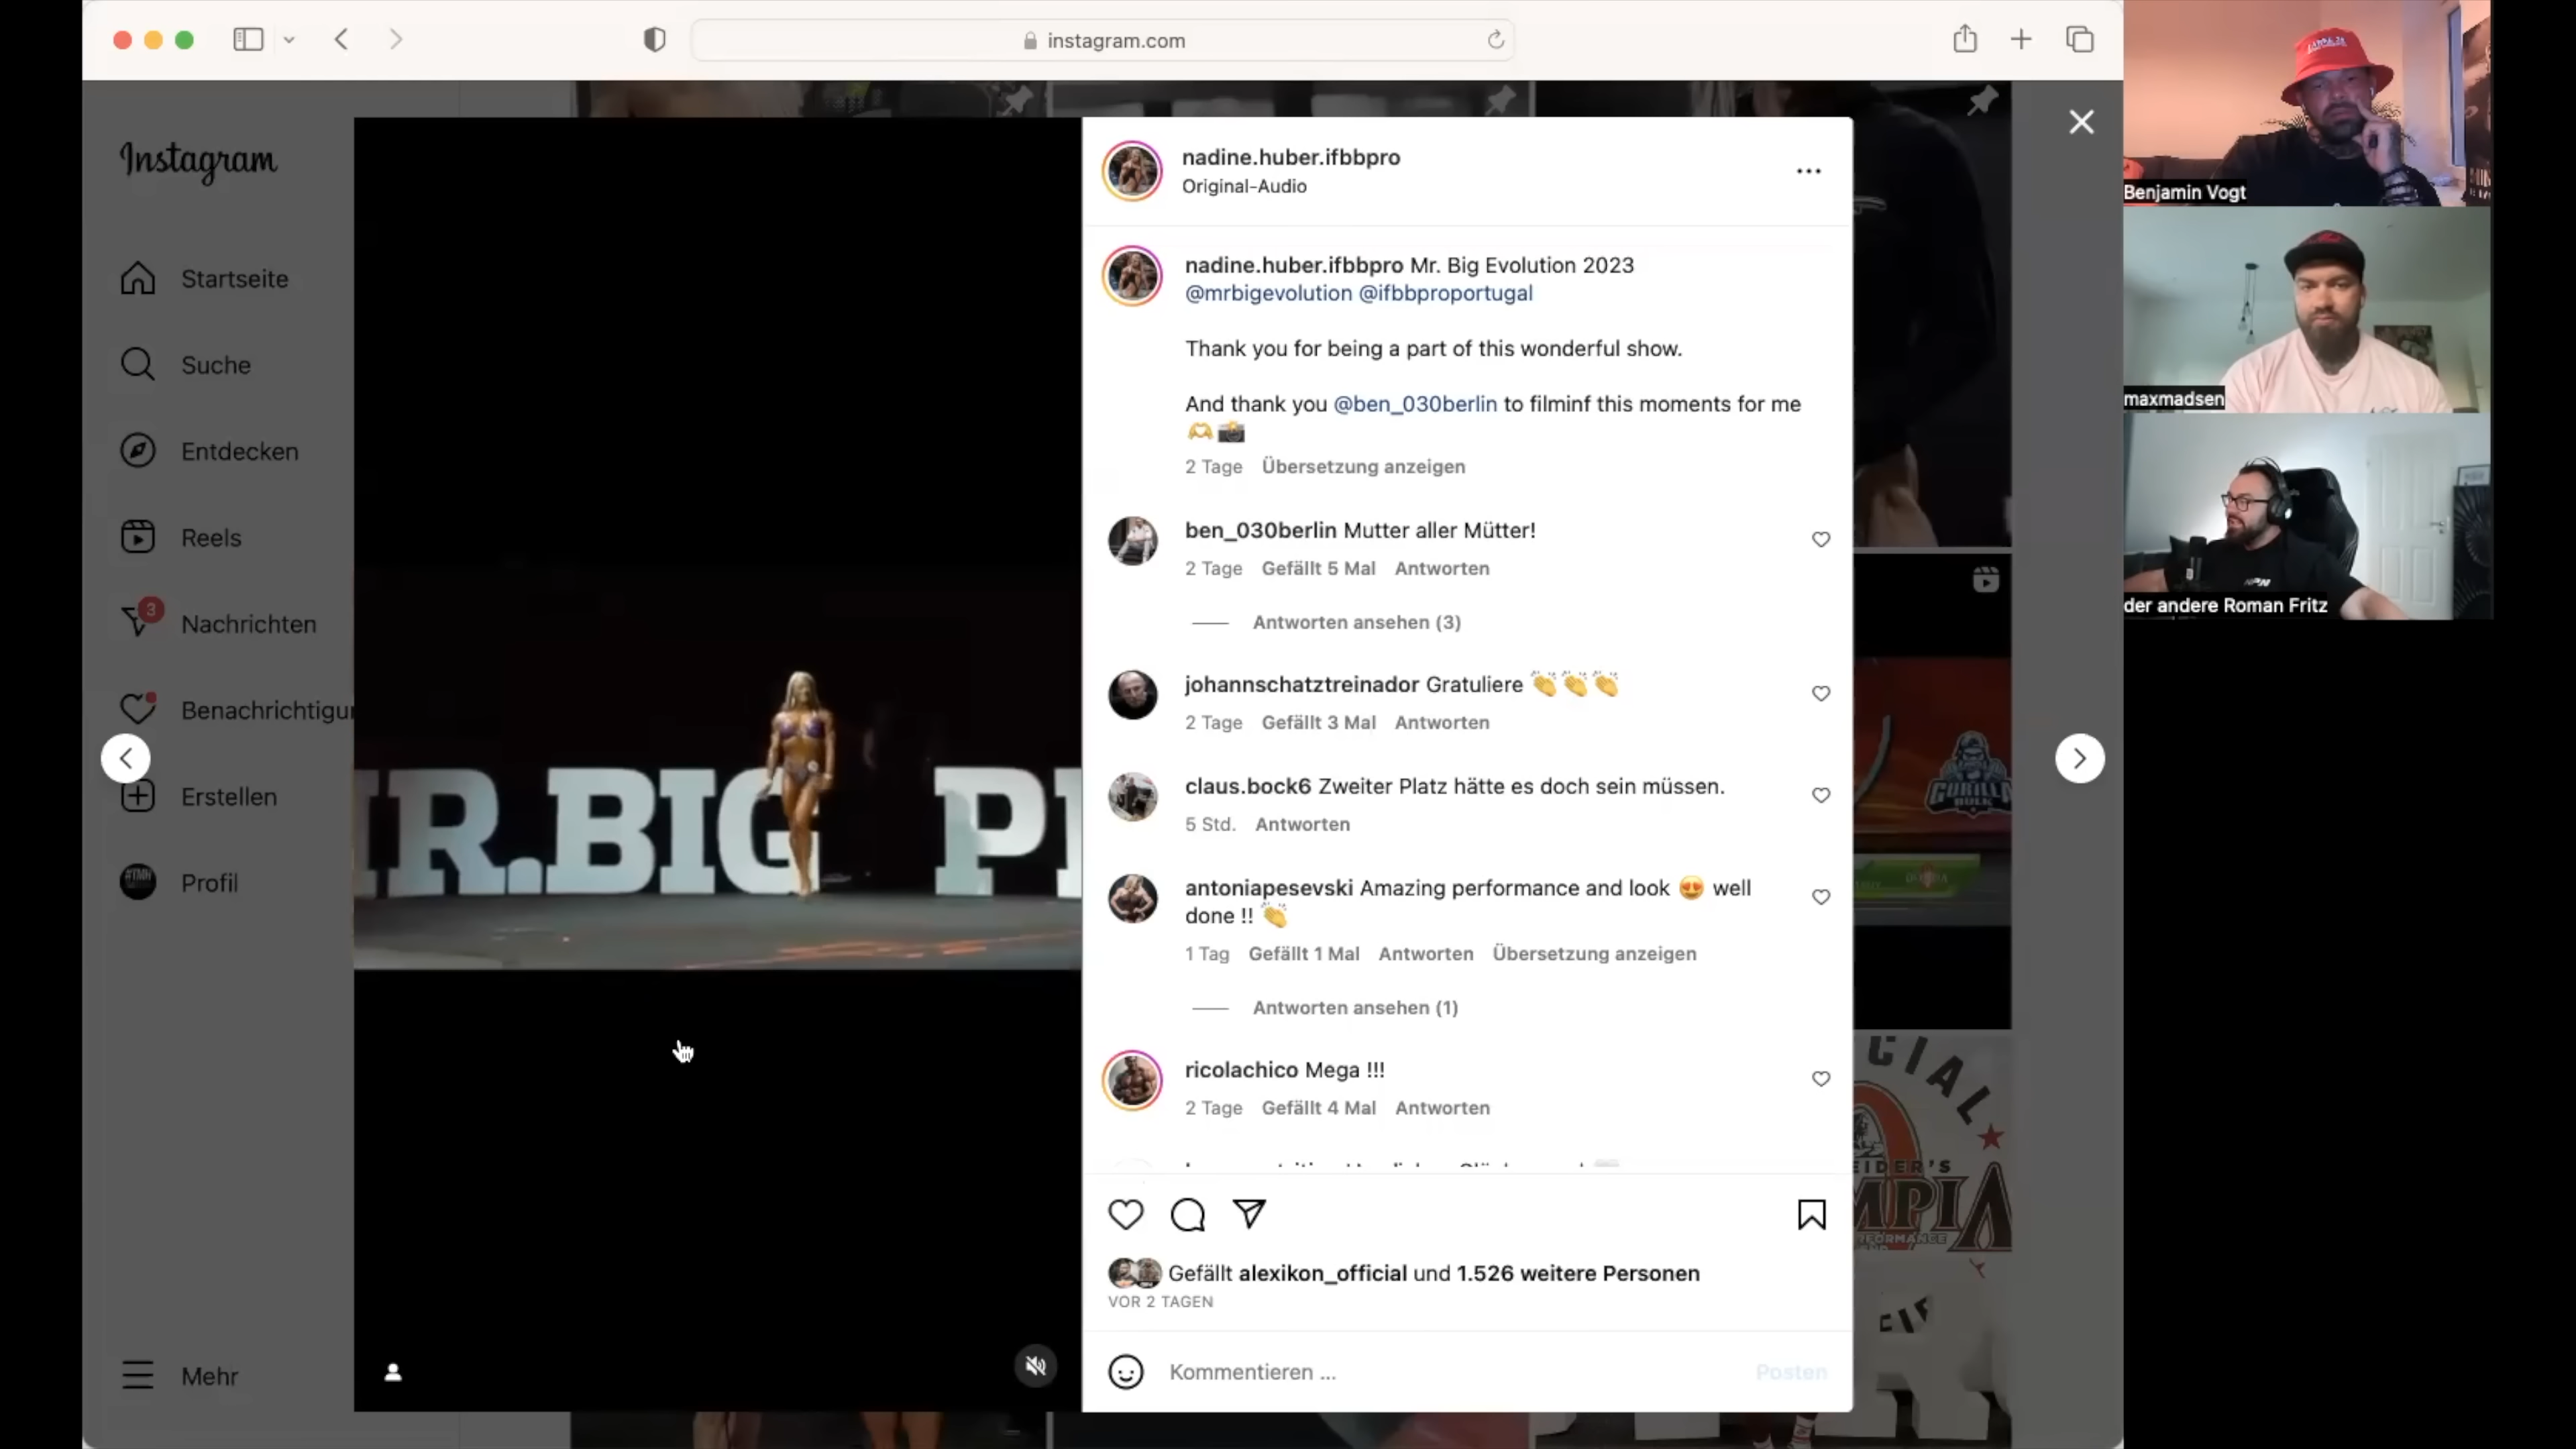 instagram.com
Instagram
Startseite
Suche
Entdecken
Reels
3
Nachrichten
Benachrichtigu
Erstellen
Profil
Mehr
R.BIG P
nadine.huber.ifbbpro
Original-Audio
nadine.huber.ifbbpro Mr. Big Evolution 2023
@mrbigevolution @ifbbproportugal
Thank you for being a part of this wonderful show.
And thank you @ben_030berlin to filminf this moments for me
🫶📸
2 Tage Übersetzung anzeigen
ben_030berlin Mutter aller Mütter!
2 Tage Gefällt 5 Mal Antworten
Antworten ansehen (3)
johannschatztreinador Gratuliere 👏👏👏
2 Tage Gefällt 3 Mal Antworten
claus.bock6 Zweiter Platz hätte es doch sein müssen.
5 Std. Antworten
antoniapesevski Amazing performance and look 😍 well
done !! 👏
1 Tag Gefällt 1 Mal Antworten Übersetzung anzeigen
Antworten ansehen (1)
ricolachico Mega !!!
2 Tage Gefällt 4 Mal Antworten
Gefällt alexikon_official und 1.526 weitere Personen
VOR 2 TAGEN
Kommentieren ...
Posten
GORILLA
BULK
CIAL
EIDER'S
MPIA
Benjamin Vogt
maxmadsen
der andere Roman Fritz